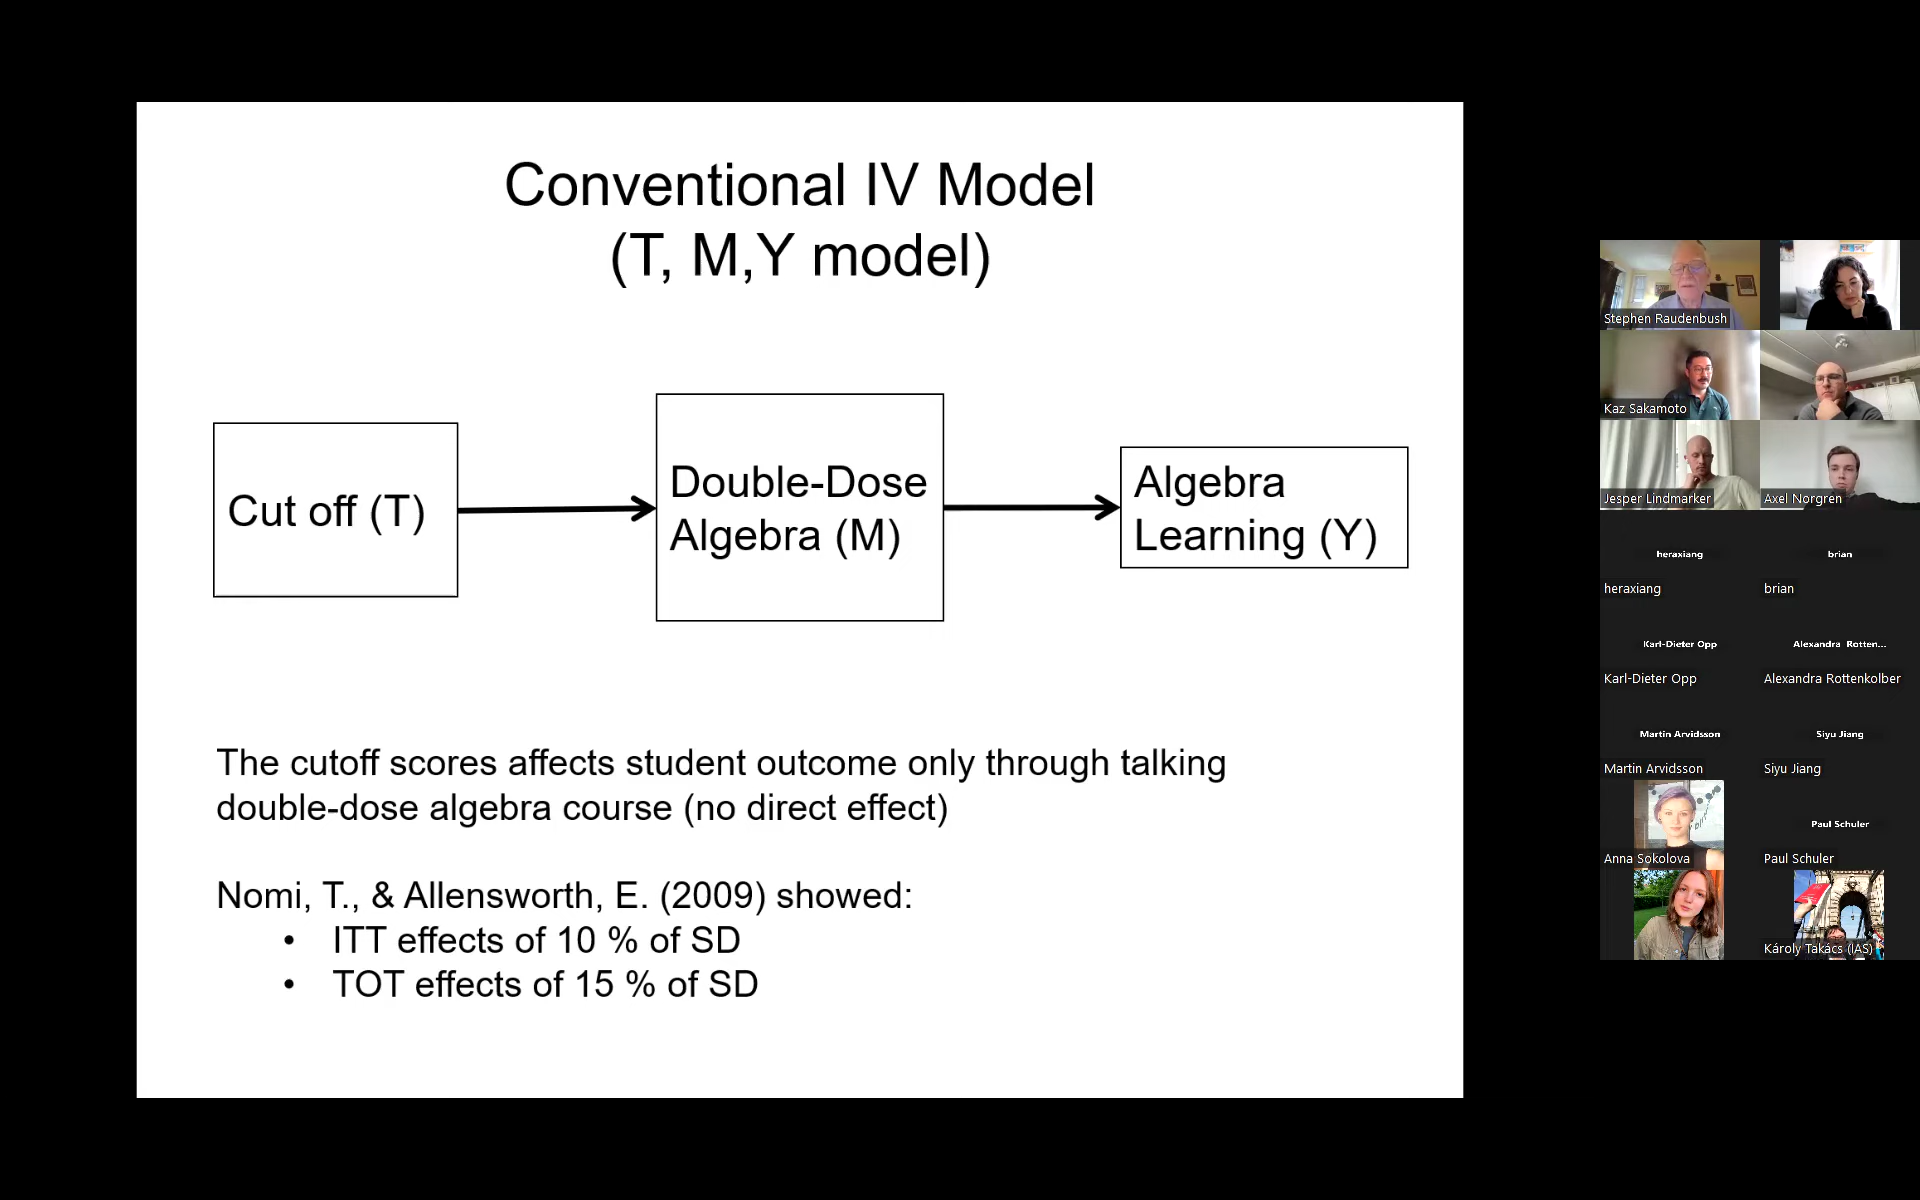 Conventional IV Model
(T, M,Y model)
Cut off (T)
Double-Dose
Algebra (M)
Algebra
Learning (Y)
The cutoff scores affects student outcome only through talking
double-dose algebra course (no direct effect)
Nomi, T., & Allensworth, E. (2009) showed:
• ITT effects of 10 % of SD
• TOT effects of 15 % of SD
Stephen Raudenbush
Kaz Sakamoto
Jesper Lindmarker
Axel Norgren
heraxiang
brian
heraxiang
brian
Karl-Dieter Opp
Alexandra Rotten...
Karl-Dieter Opp
Alexandra Rottenkolber
Martin Arvidsson
Siyu Jiang
Martin Arvidsson
Siyu Jiang
Paul Schuler
Anna Sokolova
Paul Schuler
Károly Takács (IAS)